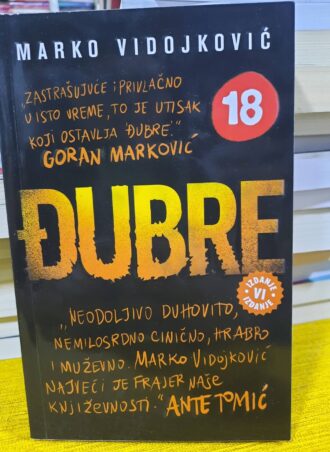 MARKO VIDOJKOVIĆ
„ZASTRAŠUJUĆE I PRIVLAČNO
U ISTO VREME, TO JE UTISAK
KOJI OSTAVLJA ĐUBRE.“
GORAN MARKOVIĆ
18
ĐUBRE
IZDANJE
VI
IZDANJE
„NEODOLJIVO DUHOVITO,
NEMILOSRDNO CINIČNO, HRABRO
I MUŽEVNO. MARKO VIDOJKOVIĆ
NAJVEĆI JE FRAJER NAŠE
KNJIŽEVNOSTI.“ ANTE TOMIĆ